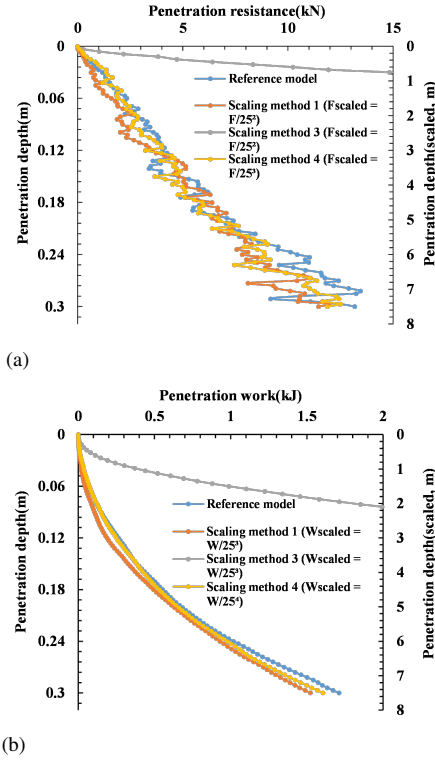 Penetration resistance(kN)
0 5 10 15
0
0.06
0.12
0.18
0.24
0.3
Penetration depth(m)
0
1
2
3
4
5
6
7
8
Pentration depth(scaled, m)
Reference model
Scaling method 1 (Fscaled =
F/25³)
Scaling method 3 (Fscaled =
F/25³)
Scaling method 4 (Fscaled =
F/25³)
(a)
Penetration work(kJ)
0 0.5 1 1.5 2
0
0.06
0.12
0.18
0.24
0.3
Penetration depth(m)
0
1
2
3
4
5
6
7
8
Penetration depth(scaled, m)
Reference model
Scaling method 1 (Wscaled =
W/25³)
Scaling method 3 (Wscaled =
W/25³)
Scaling method 4 (Wscaled =
W/25⁴)
(b)